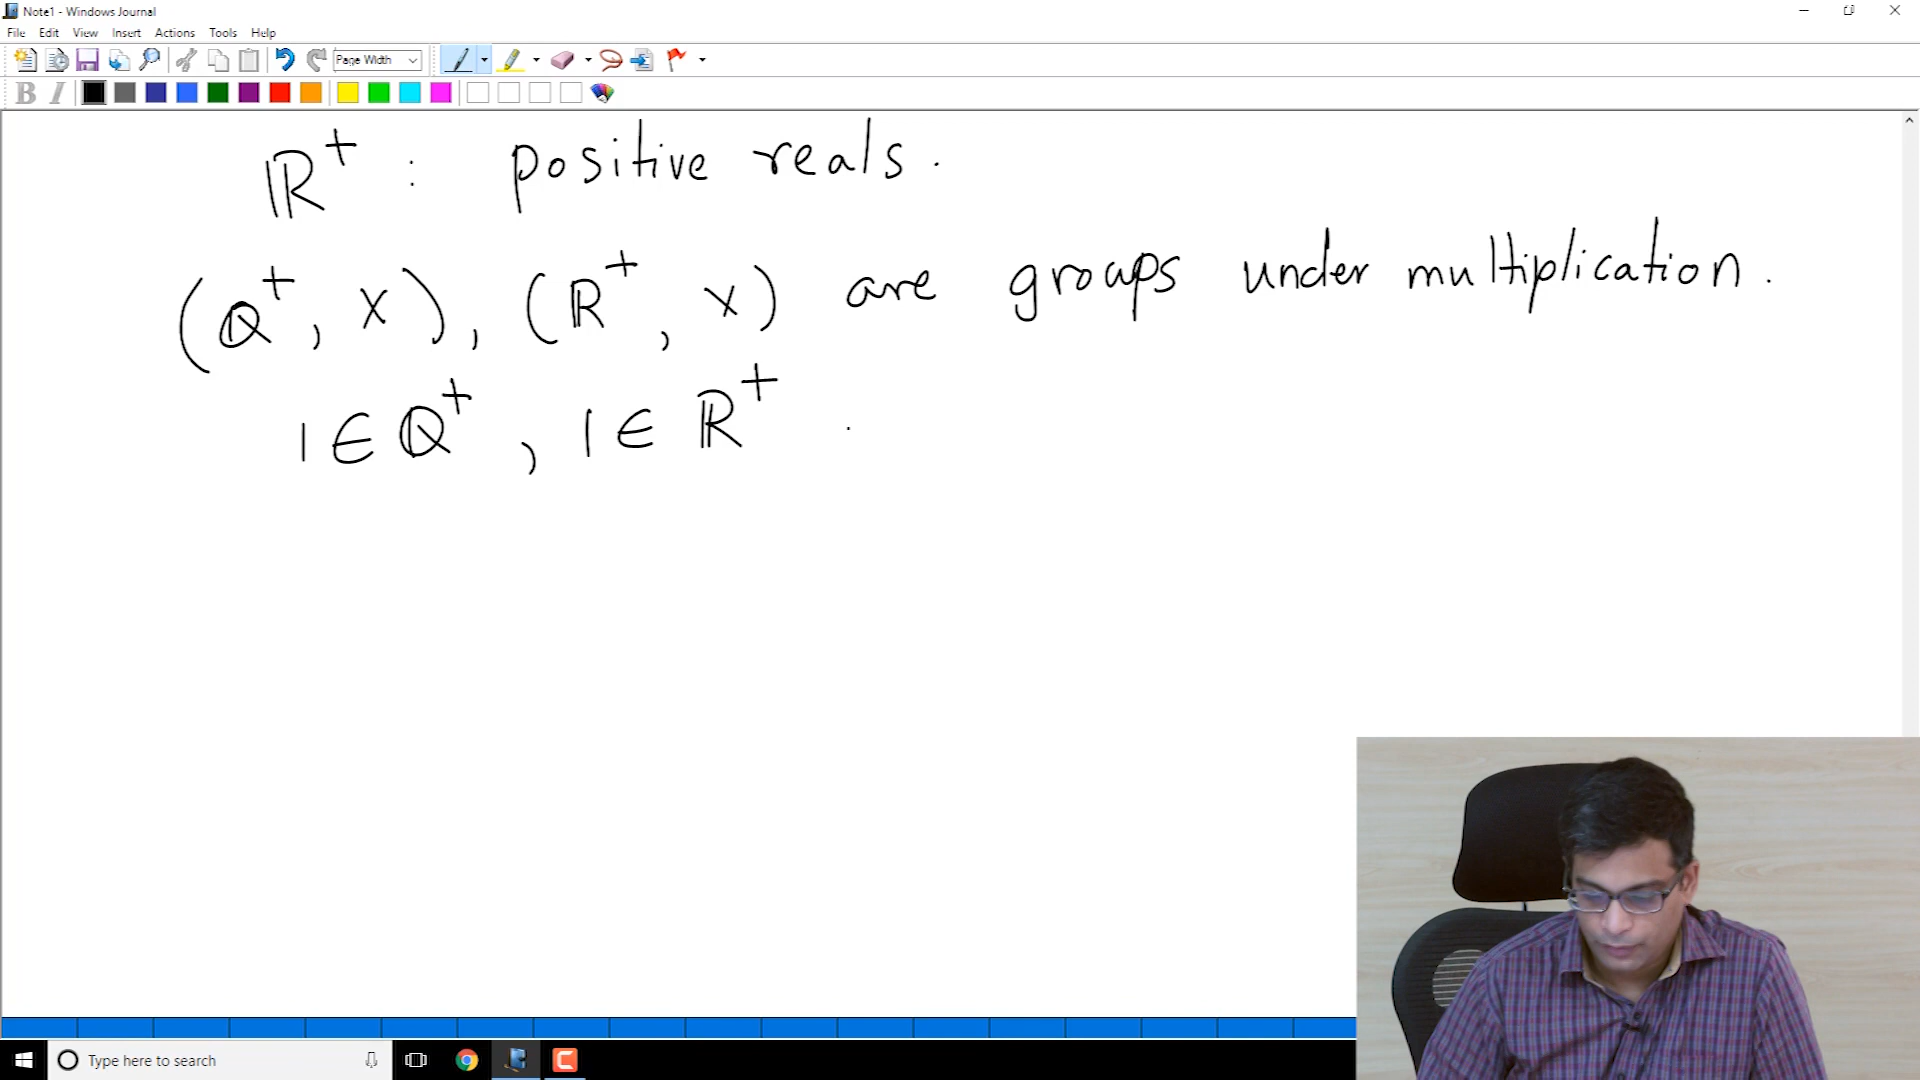 Note1 - Windows Journal
File Edit View Insert Actions Tools Help
Page Width
B I
ℝ⁺ : positive reals.
(ℚ⁺, ×), (ℝ⁺, ×) are groups under multiplication.
1 ∈ ℚ⁺, 1 ∈ ℝ⁺.
Type here to search